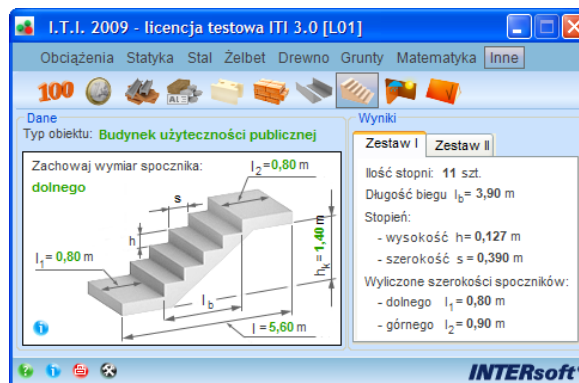 I.T.I. 2009 - licencja testowa ITI 3.0 [L01]
Obciążenia Statyka Stal Żelbet Drewno Grunty Matematyka Inne
100
Dane
Typ obiektu: Budynek użyteczności publicznej
Zachowaj wymiar spocznika:
dolnego
l2=0,80 m
s
h
l1=0,80 m
hk = 1,40 m
lb
l=5,60 m
Wyniki
Zestaw I Zestaw II
Ilość stopni: 11 szt.
Długość biegu lb=3,90 m
Stopień:
- wysokość h=0,127 m
- szerokość s=0,390 m
Wyliczone szerokości spoczników:
- dolnego l1=0,80 m
- górnego l2=0,90 m
INTERsoft